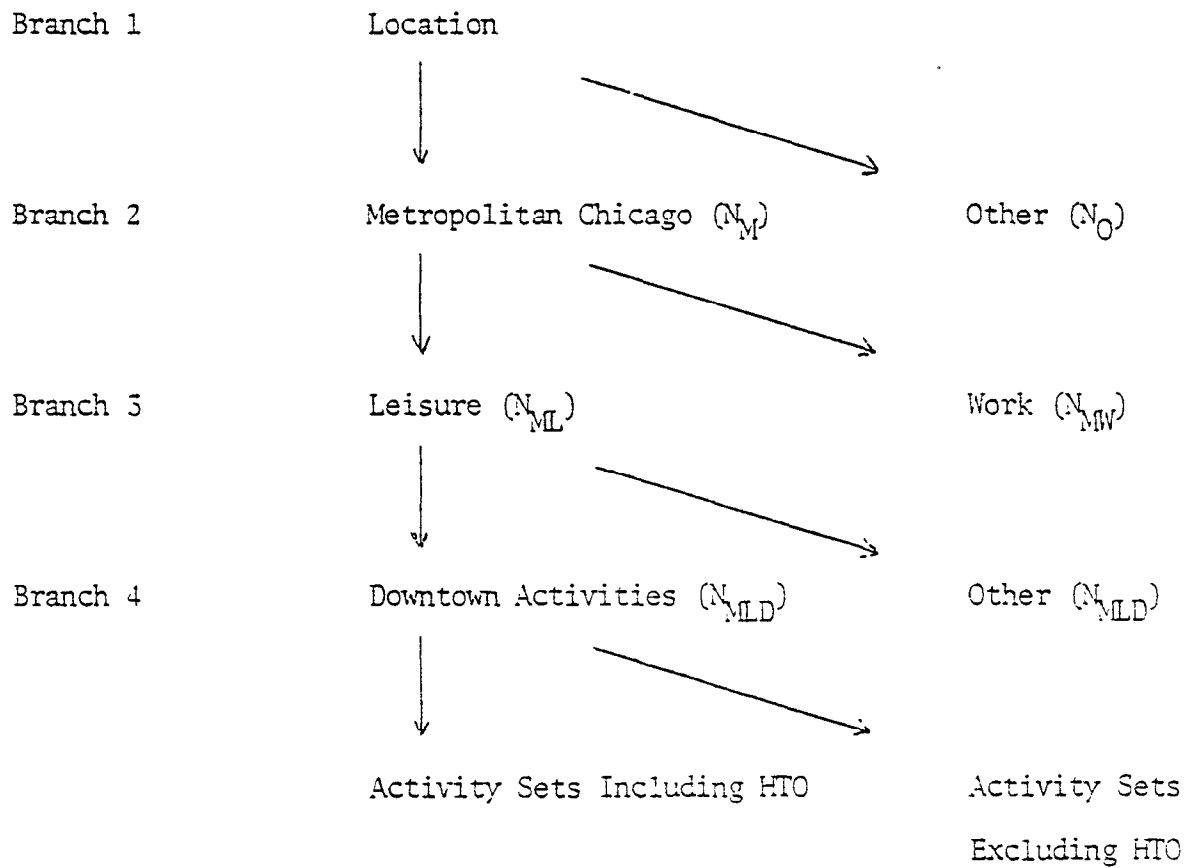 Branch 1 Location
Branch 2 Metropolitan Chicago (N_M) Other (N_O)
Branch 3 Leisure (N_ML) Work (N_MW)
Branch 4 Downtown Activities (N_MLD) Other (N_MLD)
Activity Sets Including HTO Activity Sets
Excluding HTO